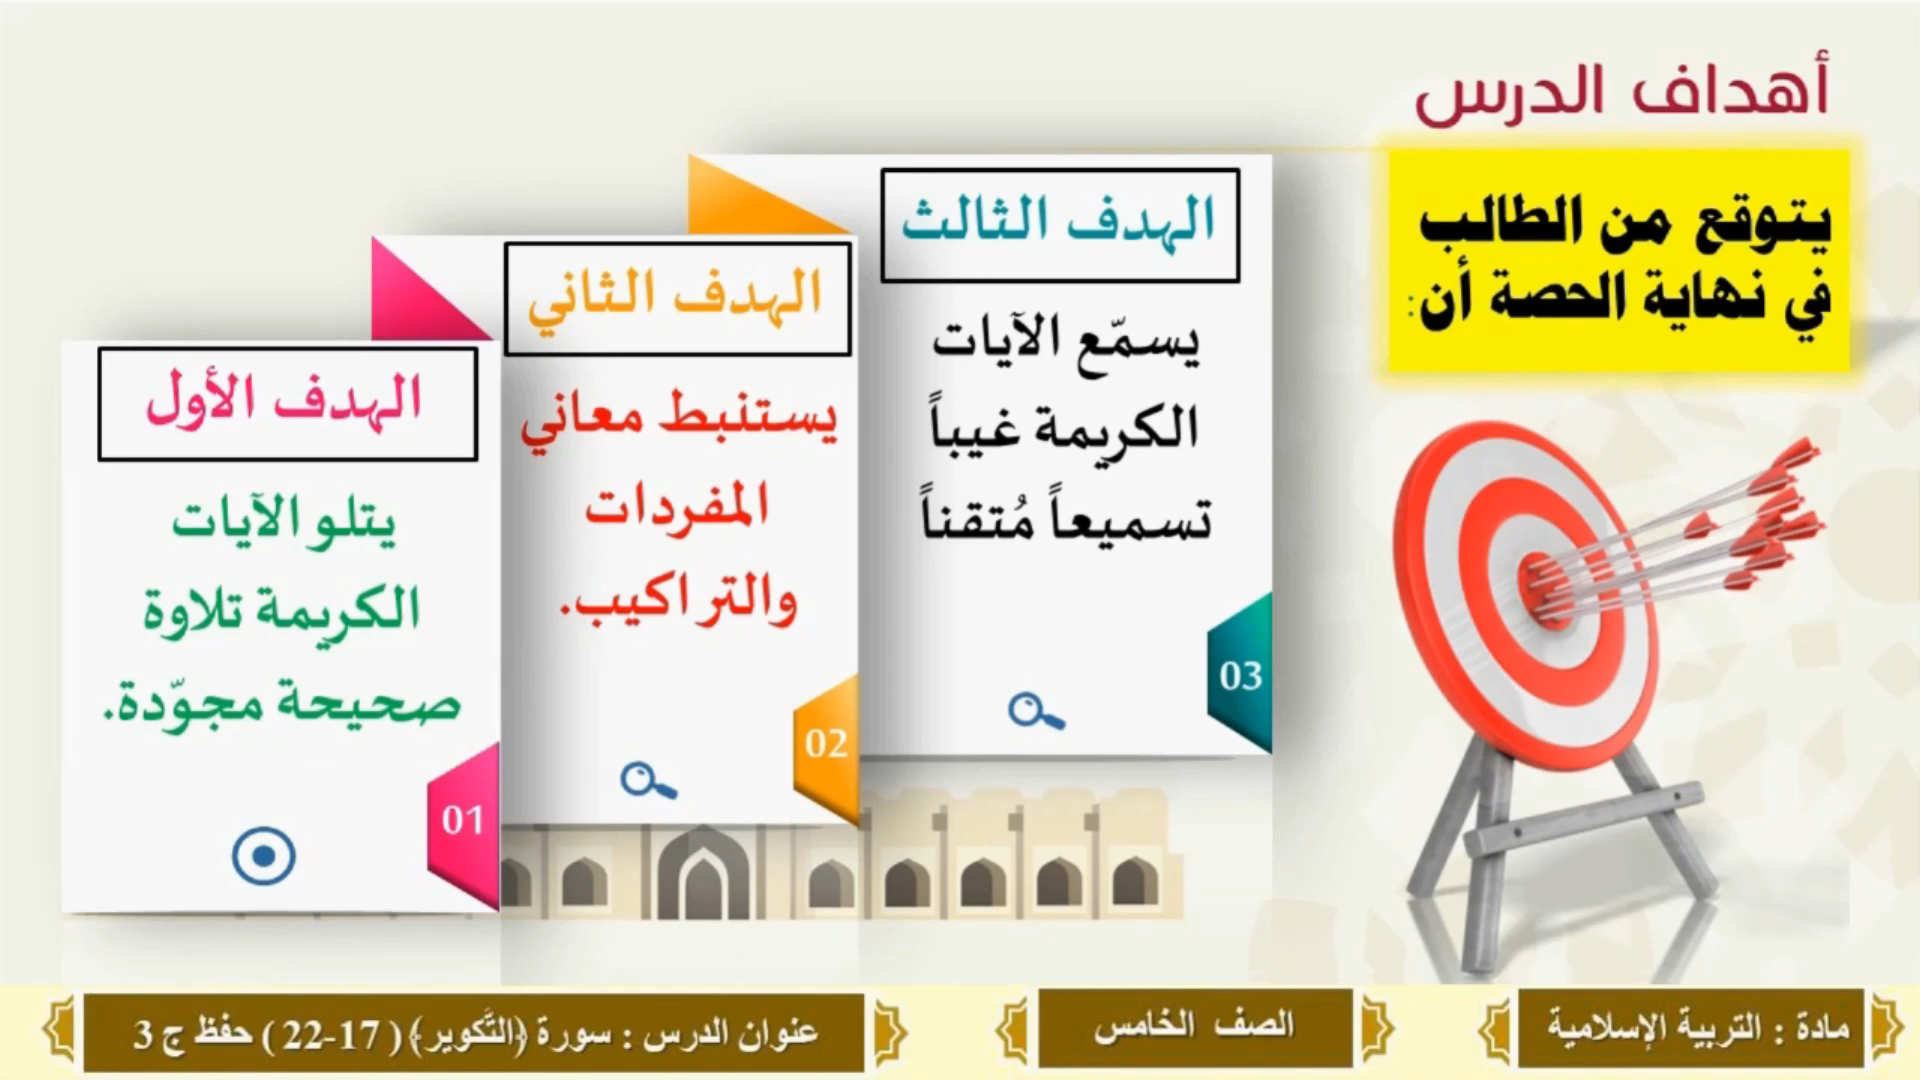 أهداف الدرس
يتوقع من الطالب
في نهاية الحصة أن:
الهدف الأول
يتلو الآيات
الكريمة تلاوة
صحيحة مجوّدة.
01
الهدف الثاني
يستنبط معاني
المفردات
والتراكيب.
02
الهدف الثالث
يسمّع الآيات
الكريمة غيباً
تسميعاً مُتقناً
03
مادة : التربية الإسلامية
الصف الخامس
عنوان الدرس : سورة ﴿التَّكوير﴾ ( 17-22 ) حفظ ج 3